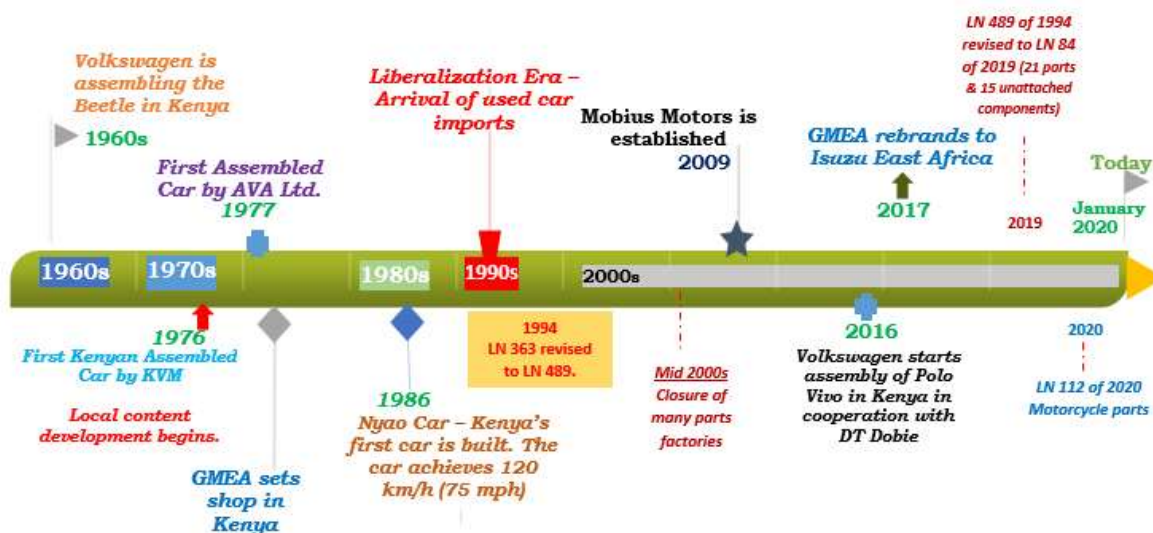 Volkswagen is
assembling the
Beetle in Kenya
1960s
First Assembled
Car by AVA Ltd.
1977
Liberalization Era –
Arrival of used car
imports
Mobius Motors is
established
2009
GMEA rebrands to
Isuzu East Africa
2017
LN 489 of 1994
revised to LN 84
of 2019 (21 parts
& 15 unattached
components)
2019
Today
January
2020
1960s
1970s
1980s
1990s
2000s
1976
First Kenyan Assembled
Car by KVM
Local content
development begins.
GMEA sets
shop in
Kenya
1986
Nyao Car – Kenya's
first car is built. The
car achieves 120
km/h (75 mph)
1994
LN 363 revised
to LN 489.
Mid 2000s
Closure of
many parts
factories
2016
Volkswagen starts
assembly of Polo
Vivo in Kenya in
cooperation with
DT Dobie
2020
LN 112 of 2020
Motorcycle parts